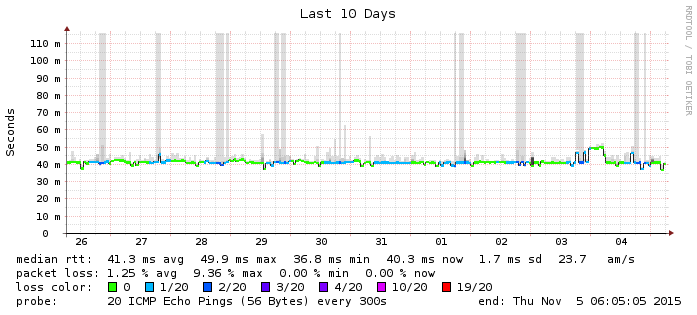 Last 10 Days
RRDTOOL / TOBI OETIKER
Seconds
110 m
100 m
90 m
80 m
70 m
60 m
50 m
40 m
30 m
20 m
10 m
0
26 27 28 29 30 31 01 02 03 04
median rtt: 41.3 ms avg 49.9 ms max 36.8 ms min 40.3 ms now 1.7 ms sd 23.7 am/s
packet loss: 1.25 % avg 9.36 % max 0.00 % min 0.00 % now
loss color: 0 1/20 2/20 3/20 4/20 10/20 19/20
probe: 20 ICMP Echo Pings (56 Bytes) every 300s end: Thu Nov 5 06:05:05 2015